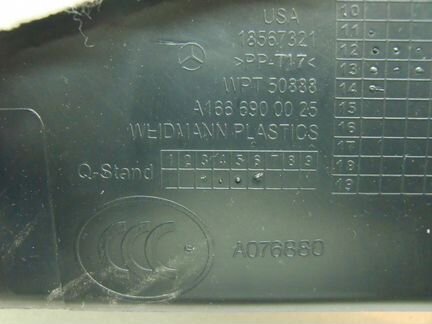 USA
18567321
>PP-T17<
WPT 50888
A166 690 00 25
WEIDMANN PLASTICS
Q-Stand 1 2 3 4 5 6 7 8 9
10
11
12
13
14
15
16
17
18
19
CCC
A076880